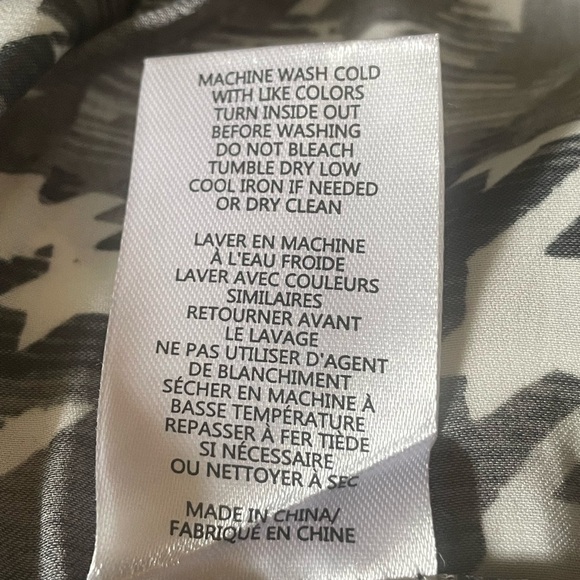 MACHINE WASH COLD
WITH LIKE COLORS
TURN INSIDE OUT
BEFORE WASHING
DO NOT BLEACH
TUMBLE DRY LOW
COOL IRON IF NEEDED
OR DRY CLEAN
LAVER EN MACHINE
À L'EAU FROIDE
LAVER AVEC COULEURS
SIMILAIRES
RETOURNER AVANT
LE LAVAGE
NE PAS UTILISER D'AGENT
DE BLANCHIMENT
SÉCHER EN MACHINE À
BASSE TEMPÉRATURE
REPASSER À FER TIÈDE
SI NÉCESSAIRE
OU NETTOYER À SEC
MADE IN CHINA/
FABRIQUÉ EN CHINE